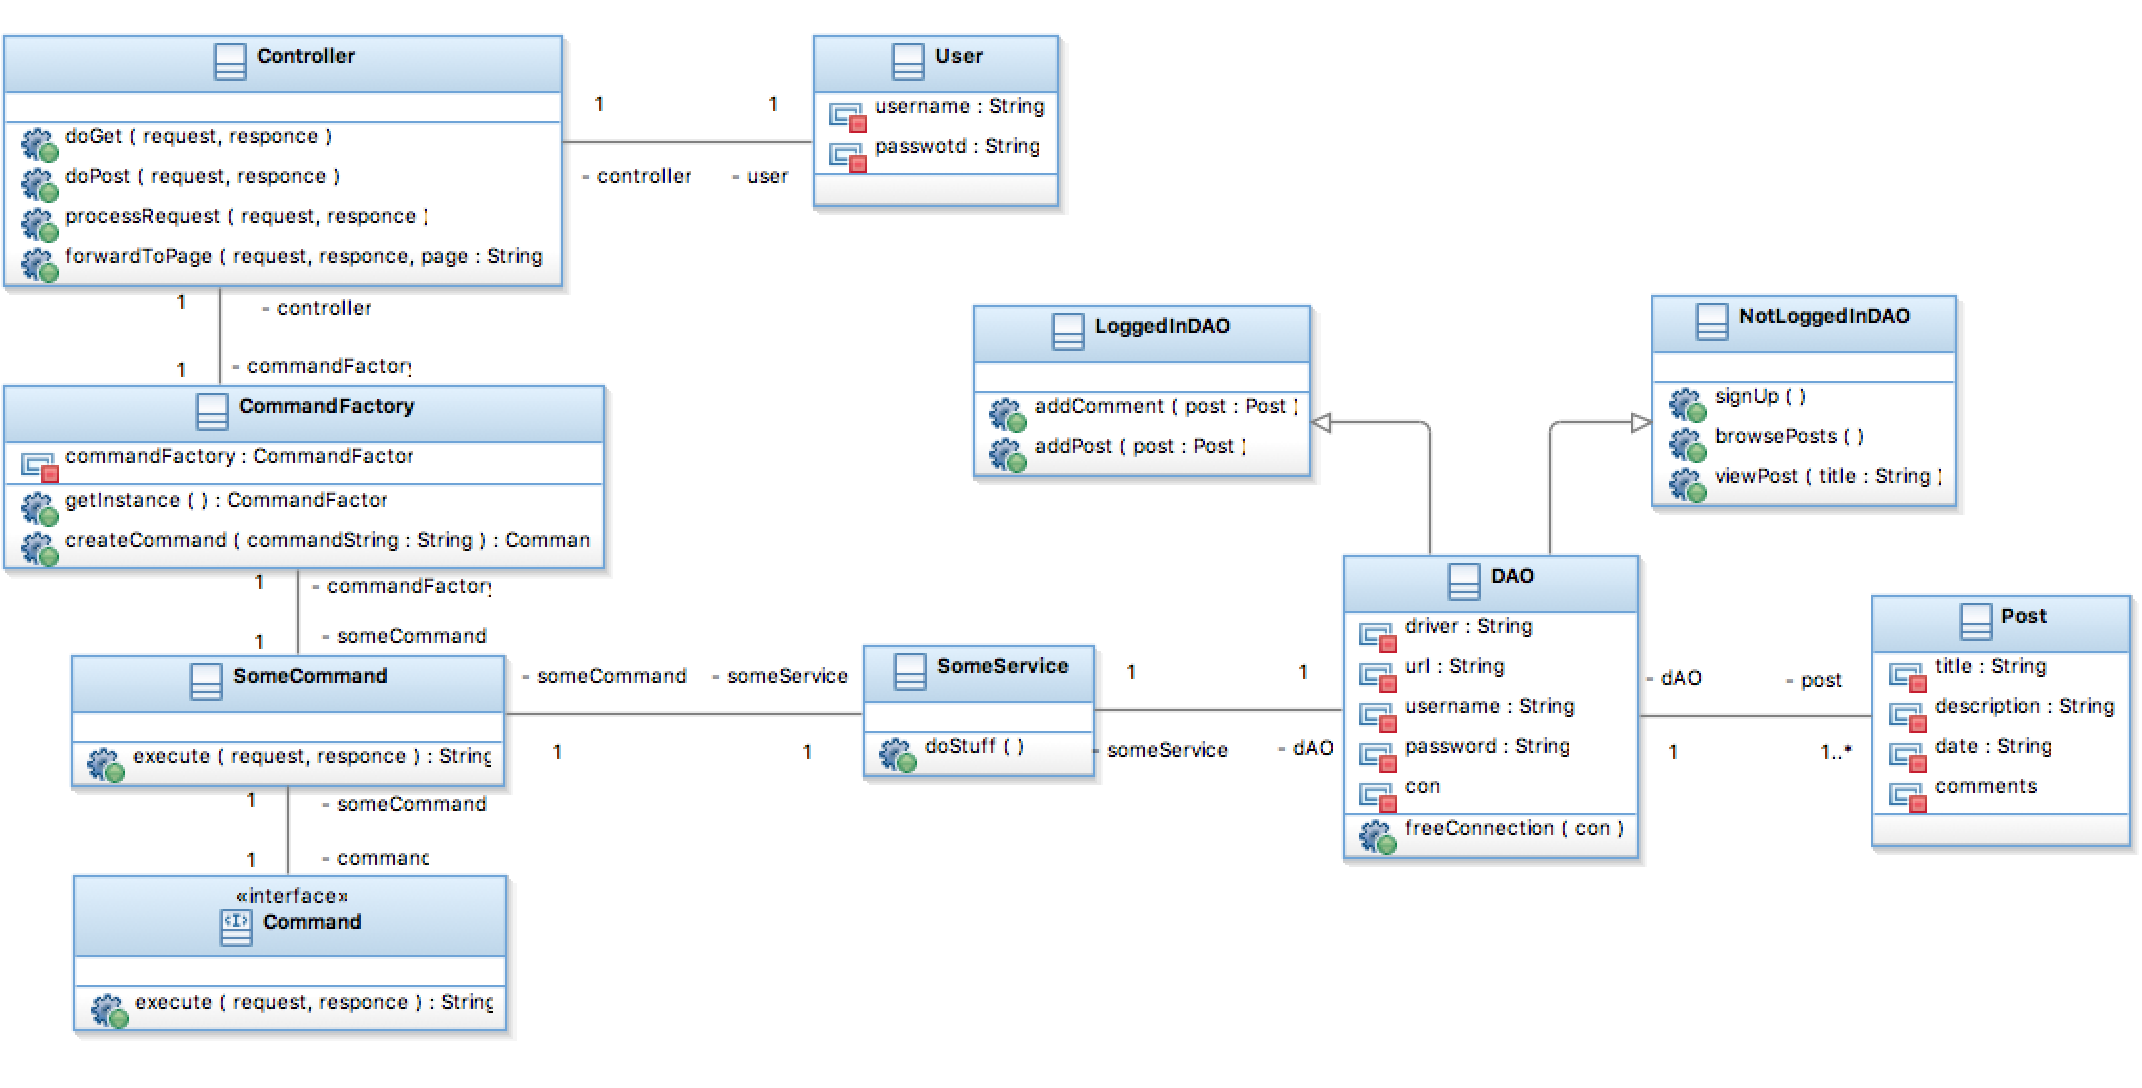 Controller
doGet ( request, responce )
doPost ( request, responce )
processRequest ( request, responce )
forwardToPage ( request, responce, page : String
1
1
- controller
- user
User
username : String
passwotd : String
1
- controller
1
- commandFactory
CommandFactory
commandFactory : CommandFactor
getInstance ( ) : CommandFactor
createCommand ( commandString : String ) : Comman
1
- commandFactory
1
- someCommand
SomeCommand
execute ( request, responce ) : String
- someCommand
- someService
1
1
1
- someCommand
1
- command
«interface»
Command
execute ( request, responce ) : String
SomeService
doStuff ( )
1
1
- someService
- dAO
LoggedInDAO
addComment ( post : Post )
addPost ( post : Post )
NotLoggedInDAO
signUp ( )
browsePosts ( )
viewPost ( title : String )
DAO
driver : String
url : String
username : String
password : String
con
freeConnection ( con )
- dAO
- post
1
1..*
Post
title : String
description : String
date : String
comments